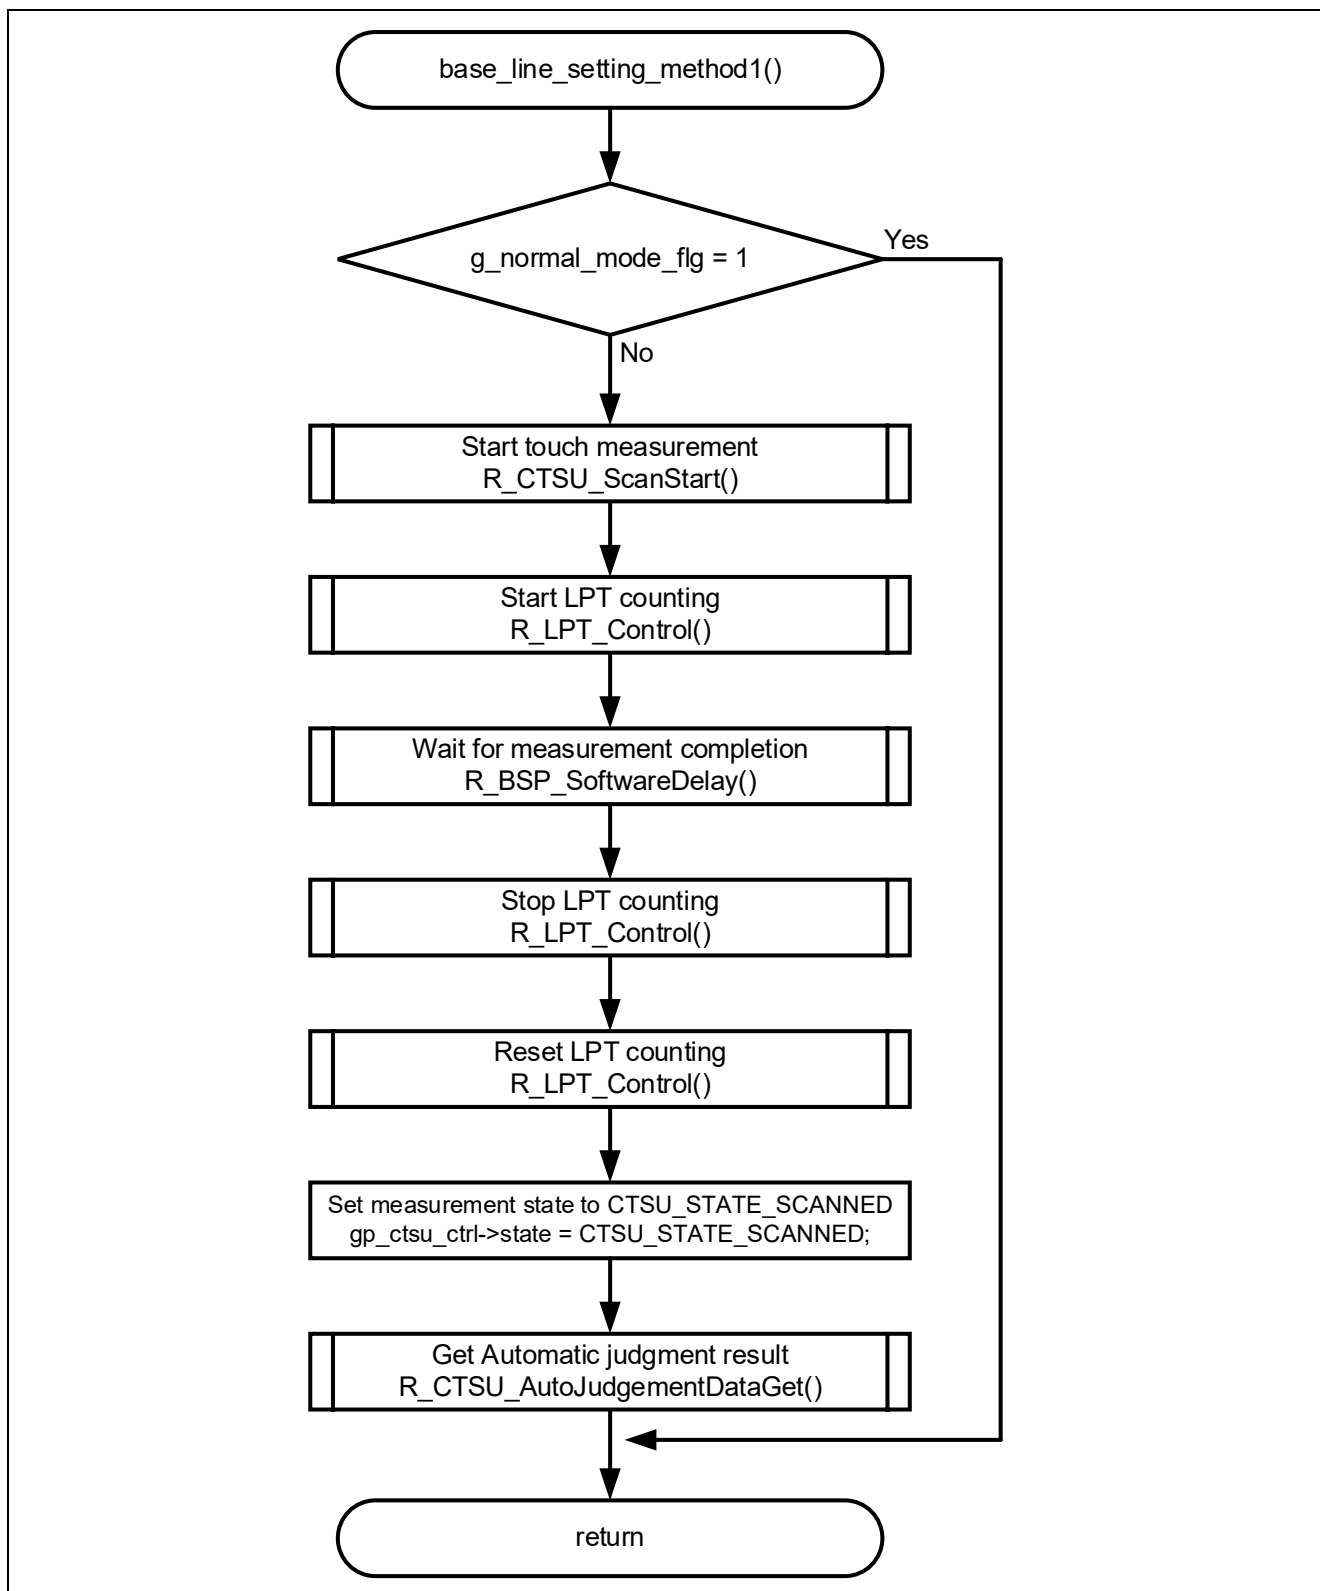 base_line_setting_method1()
g_normal_mode_flg = 1
Yes
No
Start touch measurement
R_CTSU_ScanStart()
Start LPT counting
R_LPT_Control()
Wait for measurement completion
R_BSP_SoftwareDelay()
Stop LPT counting
R_LPT_Control()
Reset LPT counting
R_LPT_Control()
Set measurement state to CTSU_STATE_SCANNED
gp_ctsu_ctrl->state = CTSU_STATE_SCANNED;
Get Automatic judgment result
R_CTSU_AutoJudgementDataGet()
return